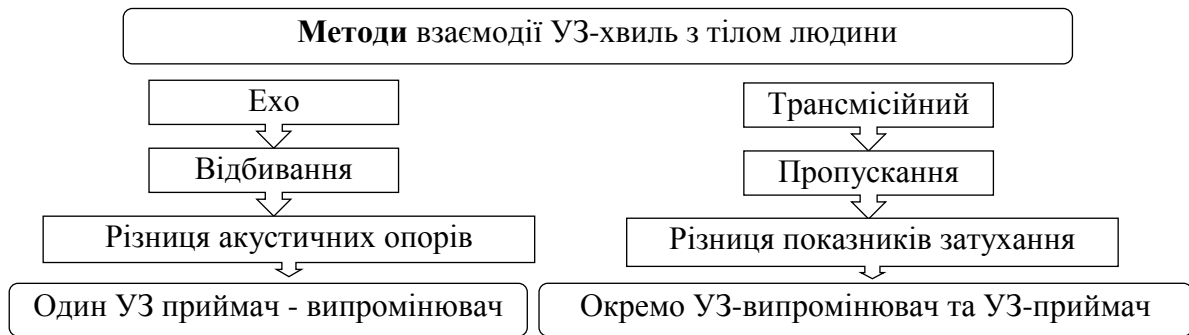 Методи взаємодії УЗ-хвиль з тілом людини
Ехо
Трансмісійний
Відбивання
Пропускання
Різниця акустичних опорів
Різниця показників затухання
Один УЗ приймач - випромінювач
Окремо УЗ-випромінювач та УЗ-приймач